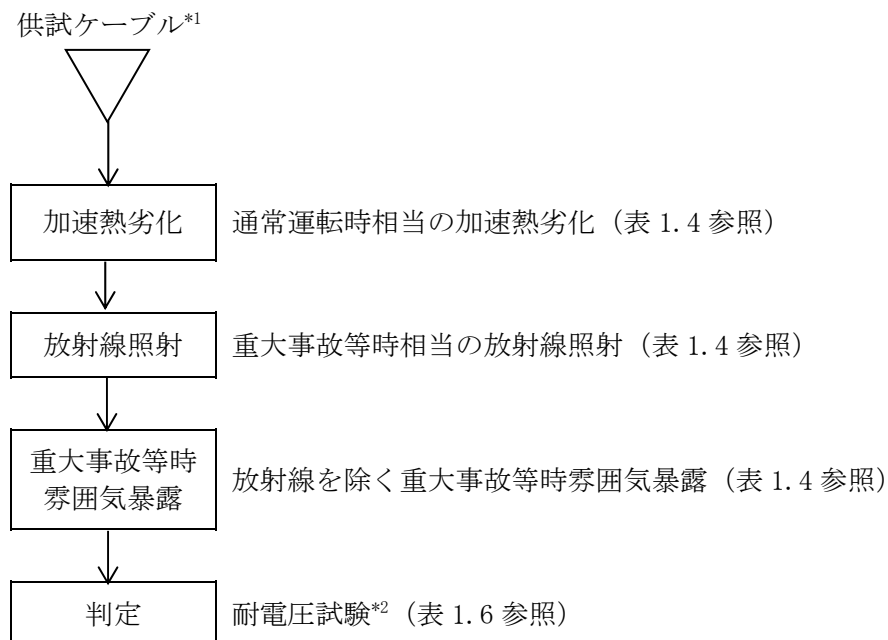 供試ケーブル*1
加速熱劣化 通常運転時相当の加速熱劣化（表 1.4 参照）
放射線照射 重大事故等時相当の放射線照射（表 1.4 参照）
重大事故等時
雰囲気暴露
放射線を除く重大事故等時雰囲気暴露（表 1.4 参照）
判定 耐電圧試験*2（表 1.6 参照）